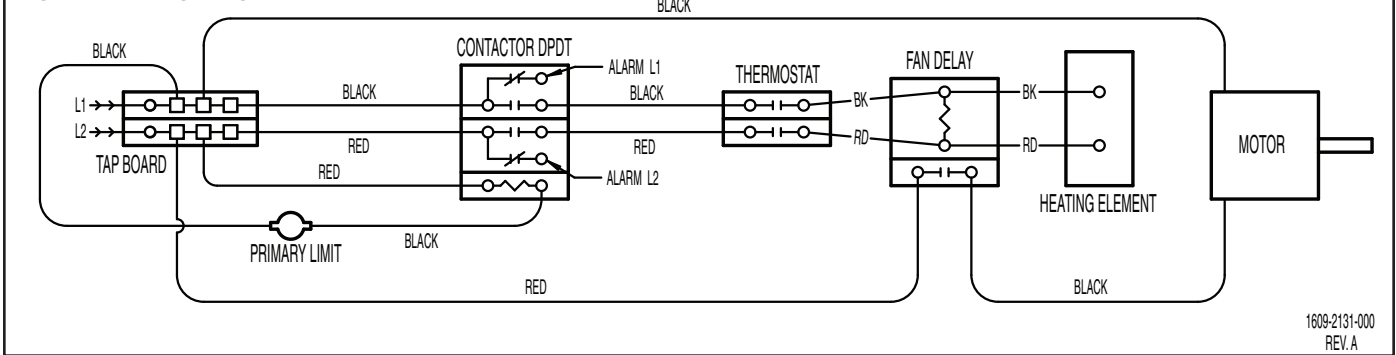 BLACK
BLACK
CONTACTOR DPDT
ALARM L1
THERMOSTAT
FAN DELAY
L1
BLACK
BLACK
BK
BK
L2
RED
RED
RD
RD
MOTOR
TAP BOARD
RED
ALARM L2
HEATING ELEMENT
BLACK
PRIMARY LIMIT
RED
BLACK
1609-2131-000
REV. A